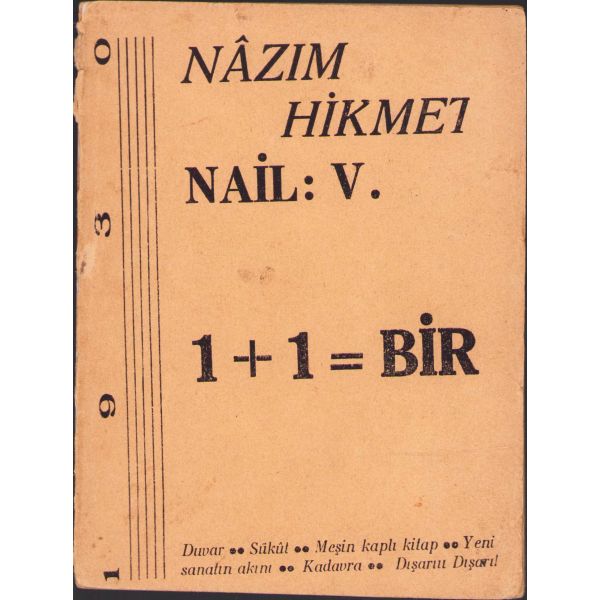 NÂZIM
HİKMET
NAİL: V.
1+1=BİR
Duvar •• Sükût •• Meşin kaplı kitap •• Yeni
sanatın akını •• Kadavra •• Dışarıı Dışarı!
1930